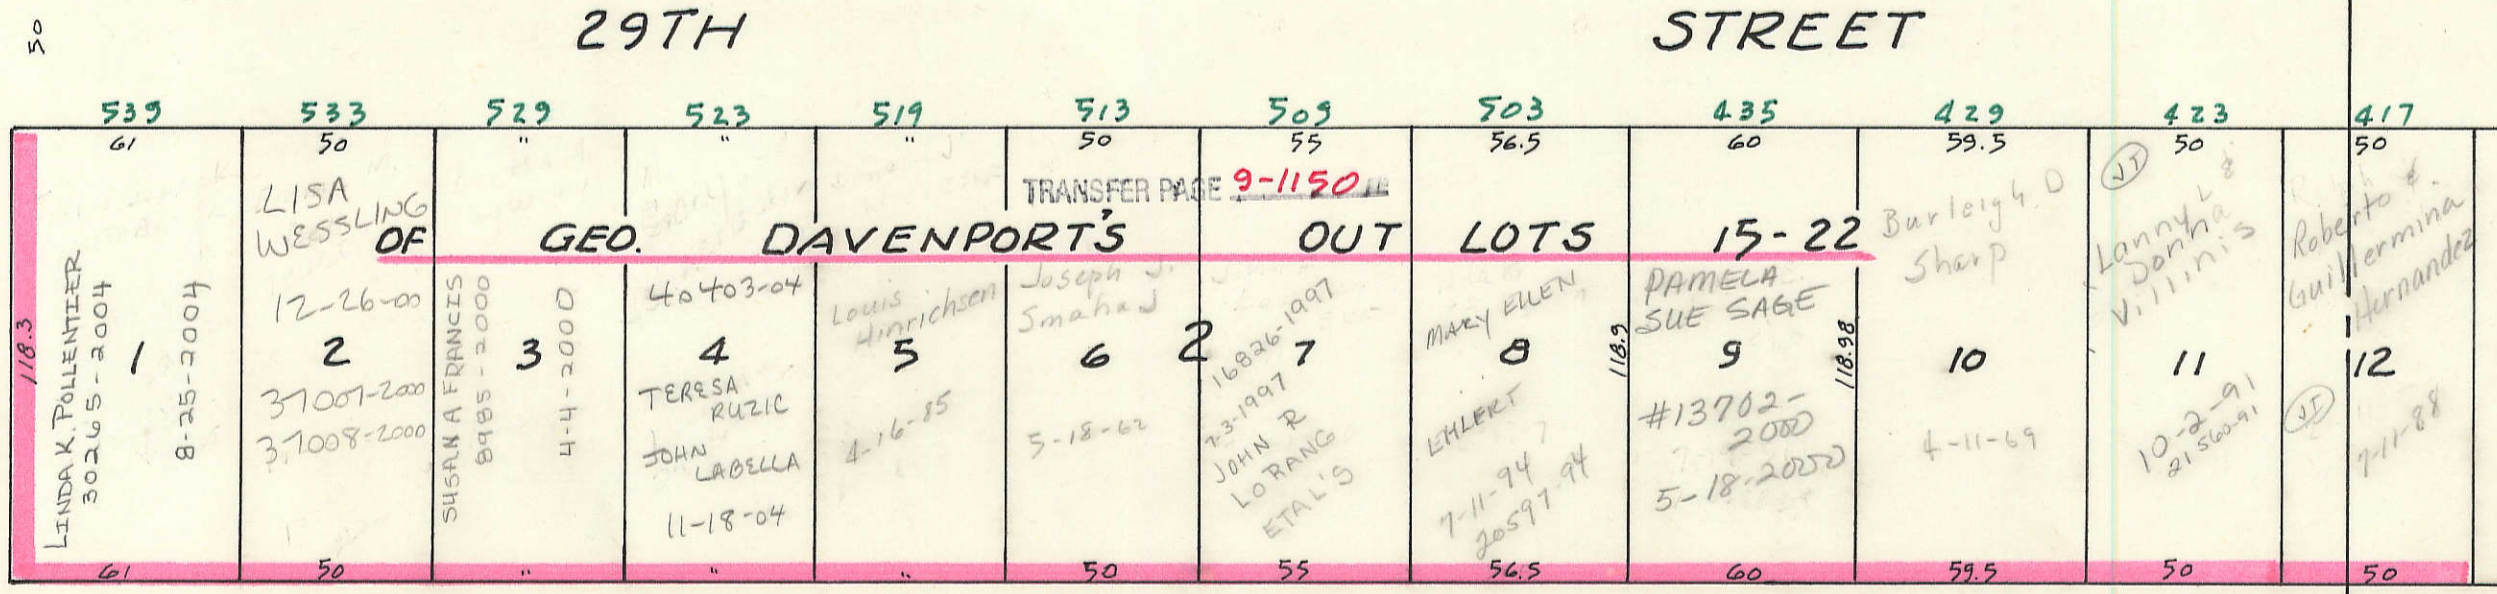 50
29TH STREET
539 533 529 523 519 513 509 503 435 429 423 417
61 50 " " " 50 55 56.5 60 59.5 50 50
TRANSFER PAGE 9-1150
OF GEO. DAVENPORT'S OUT LOTS 15-22
118.3
LINDA K. POLLENTIER
30265-2004
1
8-25-2004
LISA
WESSLING
12-26-00
2
37007-2000
37008-2000
SUSAN A FRANCIS
8985-2000
3
4-4-2000
40403-04
4
TERESA
RUZIC
JOHN
LABELLA
11-18-04
Louis
Hinrichsen
5
4-16-85
Joseph J.
Smahaj
6
5-18-62
2
7
16826-1997
7-3-1997
JOHN R
LORANG
ETAL'S
MARY ELLEN
8
EHLERT
7-11-94
20597-94
118.9
PAMELA
SUE SAGE
9
#13702-
2000
5-18-2000
118.98
Burleigh D
Sharp
10
4-11-69
JT
Lanny L &
Donna
Villinis
11
10-2-91
21560-91
Roberto &
Guillermina
Hernandez
12
JT
7-11-88
61 50 " " " 50 55 56.5 60 59.5 50 50